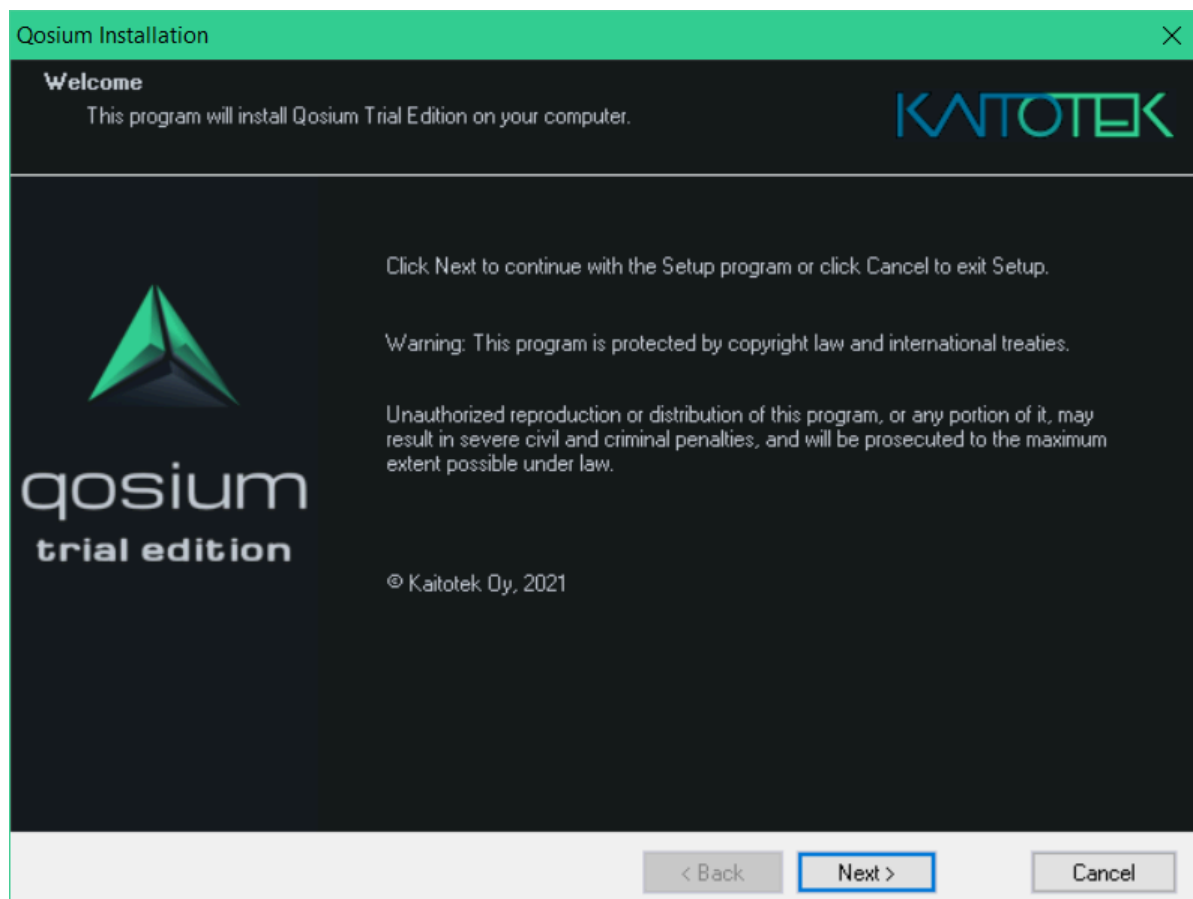 Qosium Installation
Welcome
This program will install Qosium Trial Edition on your computer.
KAITOTEK
Click Next to continue with the Setup program or click Cancel to exit Setup.
Warning: This program is protected by copyright law and international treaties.
Unauthorized reproduction or distribution of this program, or any portion of it, may
result in severe civil and criminal penalties, and will be prosecuted to the maximum
extent possible under law.
qosium
trial edition
© Kaitotek Oy, 2021
< Back
Next >
Cancel